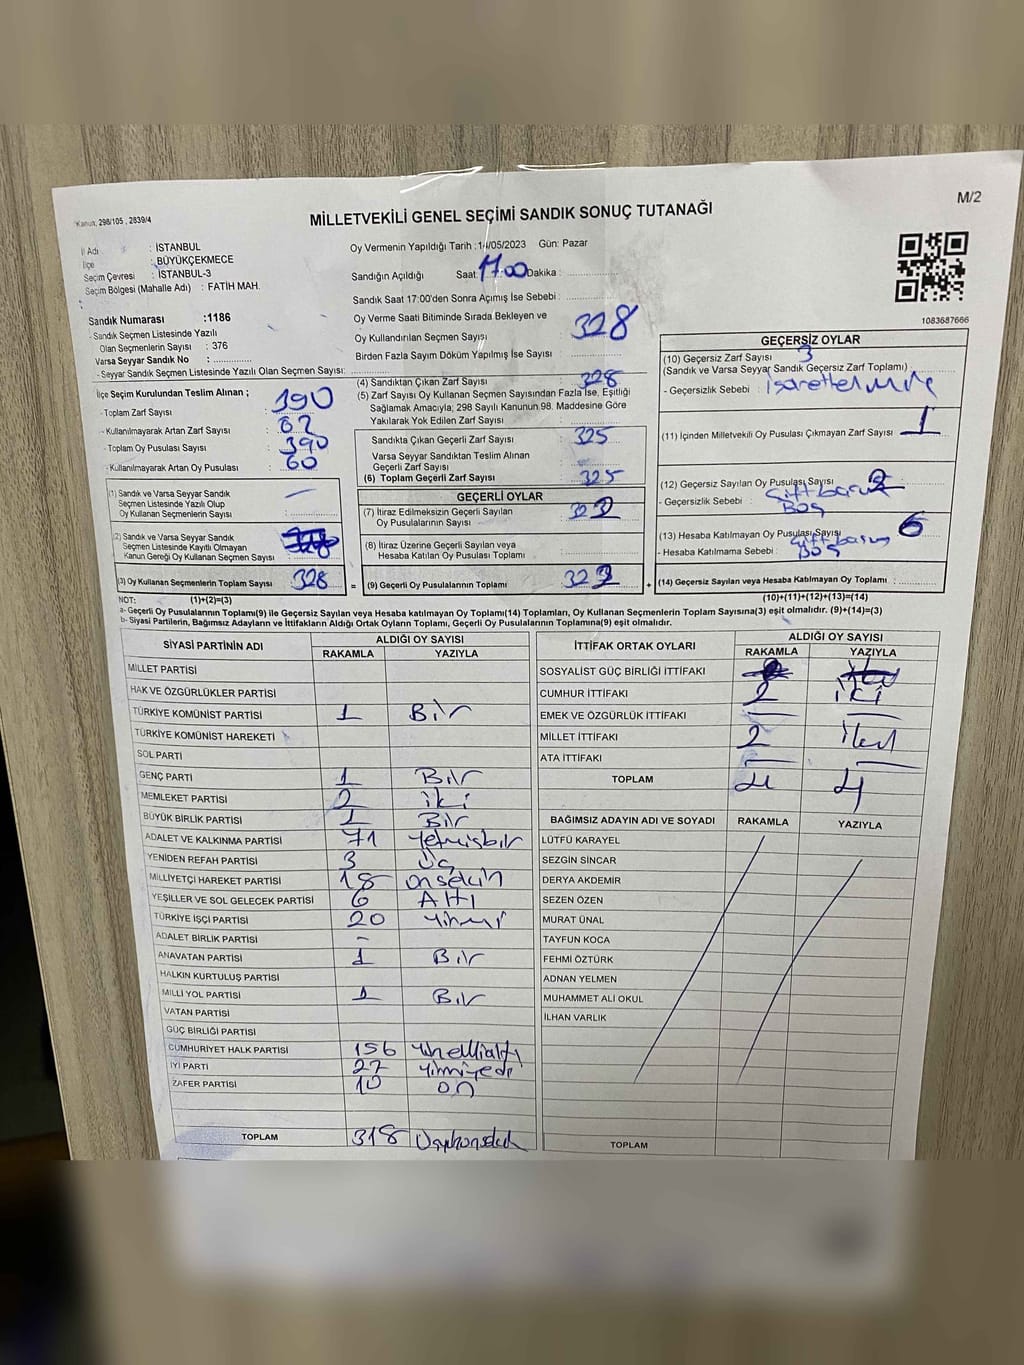 Kanun, 298/105 , 2839/4
MİLLETVEKİLİ GENEL SEÇİMİ SANDIK SONUÇ TUTANAĞI
M/2
İl Adı : İSTANBUL
İlçe : BÜYÜKÇEKMECE
Seçim Çevresi : İSTANBUL-3
Seçim Bölgesi (Mahalle Adı) : FATİH MAH.
Sandık Numarası :1186
- Sandık Seçmen Listesinde Yazılı
Olan Seçmenlerin Sayısı : 376
Varsa Seyyar Sandık No : ..............
- Seyyar Sandık Seçmen Listesinde Yazılı Olan Seçmen Sayısı: ..............
Oy Vermenin Yapıldığı Tarih : 14/05/2023 Gün: Pazar
Sandığın Açıldığı Saat: 17:00 Dakika : ..............
Sandık Saat 17:00'den Sonra Açımış İse Sebebi : ..............
Oy Verme Saati Bitiminde Sırada Bekleyen ve
Oy Kullandırılan Seçmen Sayısı 328
Birden Fazla Sayım Döküm Yapılmış İse Sayısı : ..............
1083687666
İlçe Seçim Kurulundan Teslim Alınan ;
- Toplam Zarf Sayısı : 390
- Kullanılmayarak Artan Zarf Sayısı : 62
- Toplam Oy Pusulası Sayısı : 390
- Kullanılmayarak Artan Oy Pusulası : 60
(1) Sandık ve Varsa Seyyar Sandık
Seçmen Listesinde Yazılı Olup
Oy Kullanan Seçmenlerin Sayısı : —
(2) Sandık ve Varsa Seyyar Sandık
Seçmen Listesinde Kayıtlı Olmayan
Kanun Gereği Oy Kullanan Seçmen Sayısı :
(3) Oy Kullanan Seçmenlerin Toplam Sayısı 328 =
(4) Sandıktan Çıkan Zarf Sayısı : 328
(5) Zarf Sayısı Oy Kullanan Seçmen Sayısından Fazla İse, Eşitliği
Sağlamak Amacıyla; 298 Sayılı Kanunun 98. Maddesine Göre
Yakılarak Yok Edilen Zarf Sayısı : ..............
Sandıkta Çıkan Geçerli Zarf Sayısı : 325
Varsa Seyyar Sandıktan Teslim Alınan
Geçerli Zarf Sayısı : ..............
(6) Toplam Geçerli Zarf Sayısı : 325
GEÇERLİ OYLAR
(7) İtiraz Edilmeksizin Geçerli Sayılan
Oy Pusulalarının Sayısı : 322
(8) İtiraz Üzerine Geçerli Sayılan veya
Hesaba Katılan Oy Pusulası Toplamı : ..............
(9) Geçerli Oy Pusulalarının Toplamı : 322 +
GEÇERSİZ OYLAR
(10) Geçersiz Zarf Sayısı 3
(Sandık ve Varsa Seyyar Sandık Geçersiz Zarf Toplamı)
- Geçersizlik Sebebi :
(11) İçinden Milletvekili Oy Pusulası Çıkmayan Zarf Sayısı 1
(12) Geçersiz Sayılan Oy Pusulası Sayısı
- Geçersizlik Sebebi :
Boş
(13) Hesaba Katılmayan Oy Pusulası Sayısı 6
- Hesaba Katılmama Sebebi :
Boş
(14) Geçersiz Sayılan veya Hesaba Katılmayan Oy Toplamı : ..............
NOT: (1)+(2)=(3) (10)+(11)+(12)+(13)=(14)
a- Geçerli Oy Pusulalarının Toplamı(9) ile Geçersiz Sayılan veya Hesaba katılmayan Oy Toplamı(14) Toplamları, Oy Kullanan Seçmenlerin Toplam Sayısına(3) eşit olmalıdır. (9)+(14)=(3)
b- Siyasi Partilerin, Bağımsız Adayların ve İttifakların Aldığı Ortak Oyların Toplamı, Geçerli Oy Pusulalarının Toplamına(9) eşit olmalıdır.
SİYASİ PARTİNİN ADI ALDIĞI OY SAYISI
RAKAMLA YAZIYLA
MİLLET PARTİSİ
HAK VE ÖZGÜRLÜKLER PARTİSİ
TÜRKİYE KOMÜNİST PARTİSİ 1 Bir
TÜRKİYE KOMÜNİST HAREKETİ
SOL PARTİ
GENÇ PARTİ 1 Bir
MEMLEKET PARTİSİ 2 iki
BÜYÜK BİRLİK PARTİSİ 1 Bir
ADALET VE KALKINMA PARTİSİ 71 Yetmişbir
YENİDEN REFAH PARTİSİ 3 Üç
MİLLİYETÇİ HAREKET PARTİSİ 18 onsekin
YEŞİLLER VE SOL GELECEK PARTİSİ 6 Altı
TÜRKİYE İŞÇİ PARTİSİ 20 Yirmi
ADALET BİRLİK PARTİSİ -
ANAVATAN PARTİSİ 1 Bir
HALKIN KURTULUŞ PARTİSİ
MİLLİ YOL PARTİSİ 1 Bir
VATAN PARTİSİ
GÜÇ BİRLİĞİ PARTİSİ
CUMHURİYET HALK PARTİSİ 156 Yüzellialtı
İYİ PARTİ 27 Yirmiyedi
ZAFER PARTİSİ 10 on
TOPLAM 318
İTTİFAK ORTAK OYLARI ALDIĞI OY SAYISI
RAKAMLA YAZIYLA
SOSYALİST GÜÇ BİRLİĞİ İTTİFAKI
CUMHUR İTTİFAKI 2 iki
EMEK VE ÖZGÜRLÜK İTTİFAKI — —
MİLLET İTTİFAKI 2
ATA İTTİFAKI — —
TOPLAM 4 4
BAĞIMSIZ ADAYIN ADI VE SOYADI RAKAMLA YAZIYLA
LÜTFÜ KARAYEL
SEZGİN SİNCAR
DERYA AKDEMİR
SEZEN ÖZEN
MURAT ÜNAL
TAYFUN KOCA
FEHMİ ÖZTÜRK
ADNAN YELMEN
MUHAMMET ALİ OKUL
İLHAN VARLIK
TOPLAM